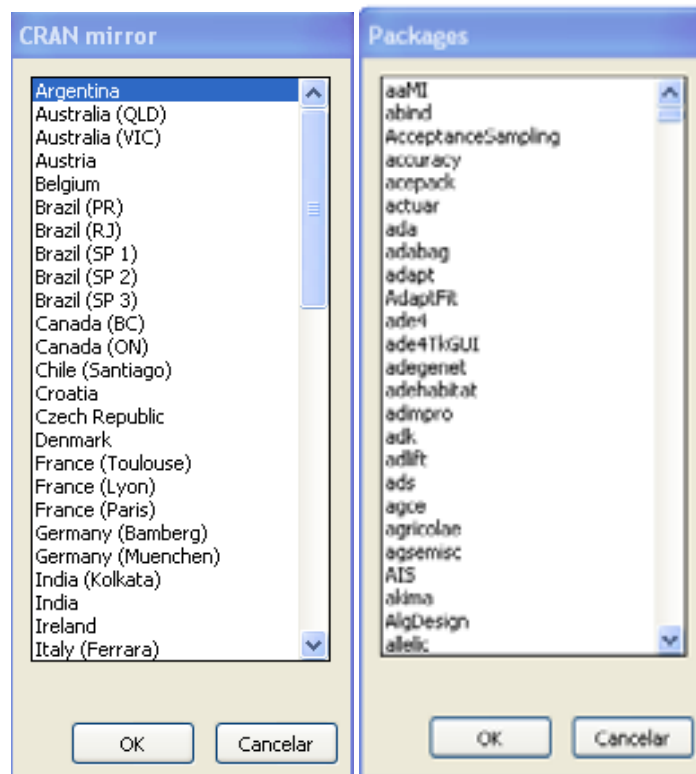 CRAN mirror
Argentina
Australia (QLD)
Australia (VIC)
Austria
Belgium
Brazil (PR)
Brazil (RJ)
Brazil (SP 1)
Brazil (SP 2)
Brazil (SP 3)
Canada (BC)
Canada (ON)
Chile (Santiago)
Croatia
Czech Republic
Denmark
France (Toulouse)
France (Lyon)
France (Paris)
Germany (Bamberg)
Germany (Muenchen)
India (Kolkata)
India
Ireland
Italy (Ferrara)
OK Cancelar
Packages
aaMI
abind
AcceptanceSampling
accuracy
acepack
actuar
ada
adabag
adapt
AdaptFit
ade4
ade4TkGUI
adegenet
adehabitat
adimpro
adk
adlift
ads
agce
agricolae
agsemisc
AIS
akima
AlgDesign
allelic
OK Cancelar